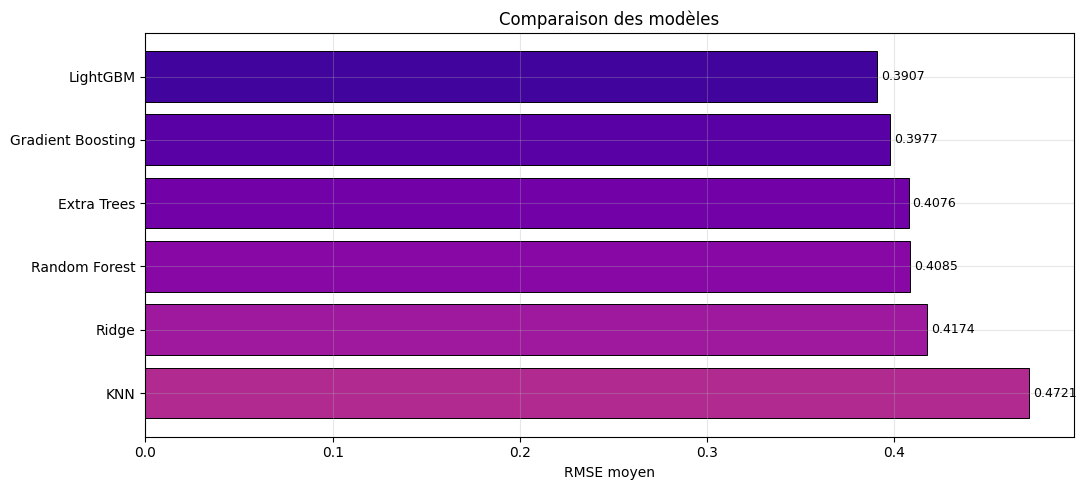 Comparaison des modèles
LightGBM
0.3907
Gradient Boosting
0.3977
Extra Trees
0.4076
Random Forest
0.4085
Ridge
0.4174
KNN
0.4721
0.0 0.1 0.2 0.3 0.4
RMSE moyen